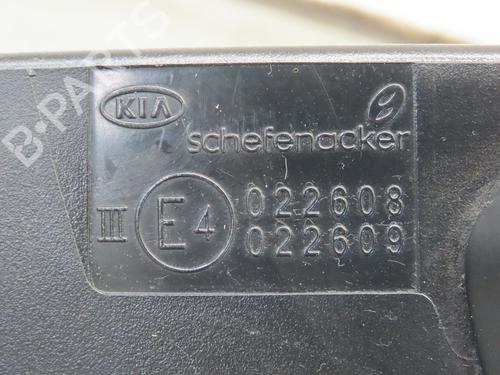 KIA
schefenacker
III E4 022608
022609
B-PARTS